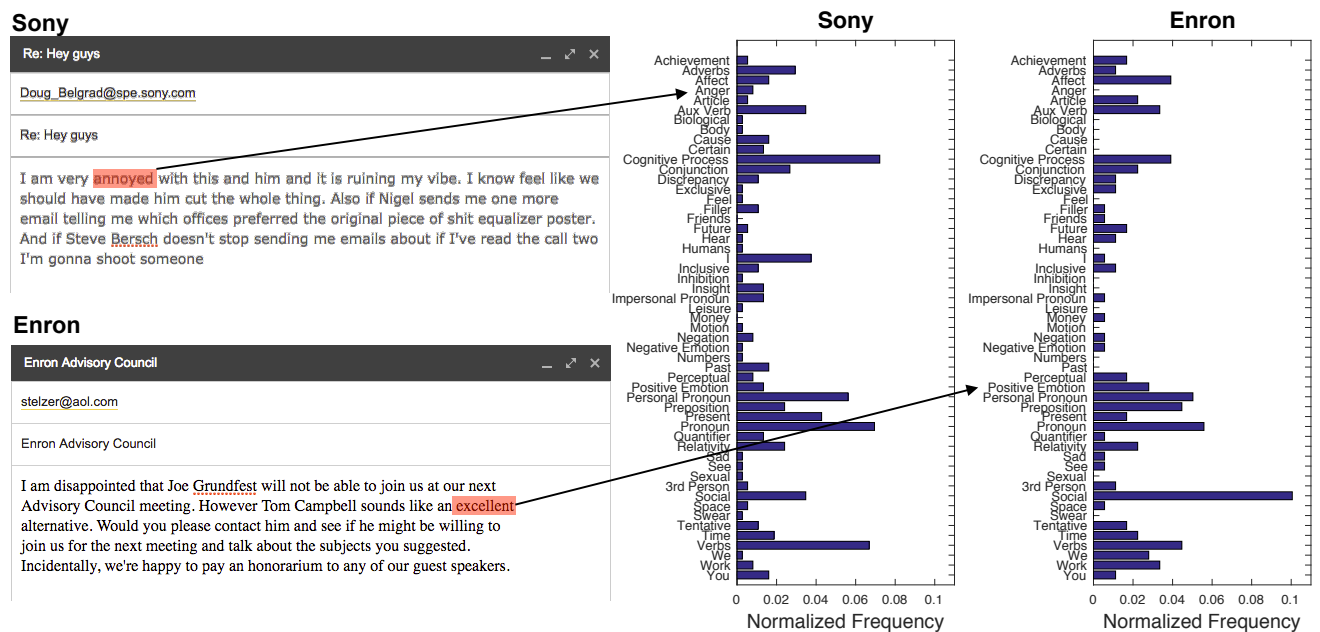 Sony
Re: Hey guys
Doug_Belgrad@spe.sony.com
Re: Hey guys
I am very annoyed with this and him and it is ruining my vibe. I know feel like we
should have made him cut the whole thing. Also if Nigel sends me one more
email telling me which offices preferred the original piece of shit equalizer poster.
And if Steve Bersch doesn't stop sending me emails about if I've read the call two
I'm gonna shoot someone
Enron
Enron Advisory Council
stelzer@aol.com
Enron Advisory Council
I am disappointed that Joe Grundfest will not be able to join us at our next
Advisory Council meeting. However Tom Campbell sounds like an excellent
alternative. Would you please contact him and see if he might be willing to
join us for the next meeting and talk about the subjects you suggested.
Incidentally, we're happy to pay an honorarium to any of our guest speakers.
Sony
Achievement
Adverbs
Affect
Anger
Article
Aux Verb
Biological
Body
Cause
Certain
Cognitive Process
Conjunction
Discrepancy
Exclusive
Feel
Filler
Friends
Future
Hear
Humans
I
Inclusive
Inhibition
Insight
Impersonal Pronoun
Leisure
Money
Motion
Negation
Negative Emotion
Numbers
Past
Perceptual
Positive Emotion
Personal Pronoun
Preposition
Present
Pronoun
Quantifier
Relativity
Sad
See
Sexual
3rd Person
Social
Space
Swear
Tentative
Time
Verbs
We
Work
You
0 0.02 0.04 0.06 0.08 0.1
Normalized Frequency
Enron
Achievement
Adverbs
Affect
Anger
Article
Aux Verb
Biological
Body
Cause
Certain
Cognitive Process
Conjunction
Discrepancy
Exclusive
Feel
Filler
Friends
Future
Hear
Humans
I
Inclusive
Inhibition
Insight
Impersonal Pronoun
Leisure
Money
Motion
Negation
Negative Emotion
Numbers
Past
Perceptual
Positive Emotion
Personal Pronoun
Preposition
Present
Pronoun
Quantifier
Relativity
Sad
See
Sexual
3rd Person
Social
Space
Swear
Tentative
Time
Verbs
We
Work
You
0 0.02 0.04 0.06 0.08 0.1
Normalized Frequency